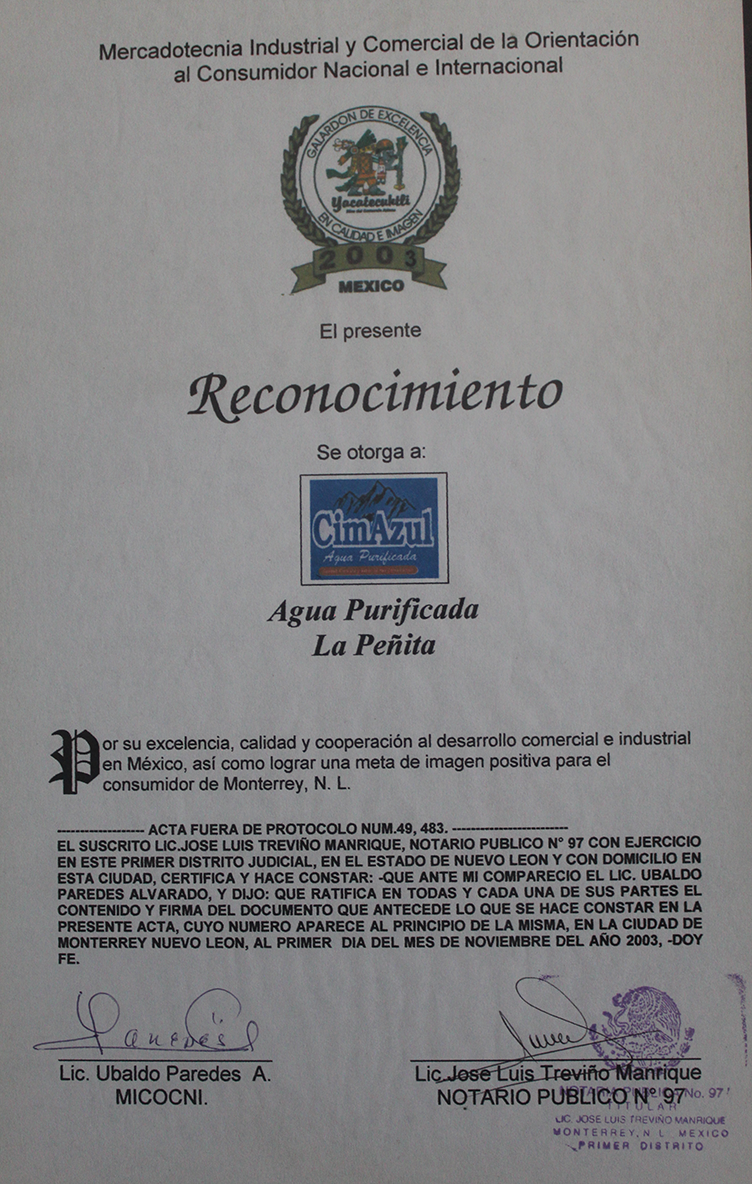 Mercadotecnia Industrial y Comercial de la Orientación
al Consumidor Nacional e Internacional
GALARDON DE EXCELENCIA
Yacatecuhtli
EN CALIDAD E IMAGEN
2003
MEXICO
El presente
Reconocimiento
Se otorga a:
CimAzul
Agua Purificada
Agua Purificada
La Peñita
Por su excelencia, calidad y cooperación al desarrollo comercial e industrial
en México, así como lograr una meta de imagen positiva para el
consumidor de Monterrey, N. L.
------------------- ACTA FUERA DE PROTOCOLO NUM.49, 483. -------------------------
EL SUSCRITO LIC.JOSE LUIS TREVIÑO MANRIQUE, NOTARIO PUBLICO N° 97 CON EJERCICIO
EN ESTE PRIMER DISTRITO JUDICIAL, EN EL ESTADO DE NUEVO LEON Y CON DOMICILIO EN
ESTA CIUDAD, CERTIFICA Y HACE CONSTAR: -QUE ANTE MI COMPARECIO EL LIC. UBALDO
PAREDES ALVARADO, Y DIJO: QUE RATIFICA EN TODAS Y CADA UNA DE SUS PARTES EL
CONTENIDO Y FIRMA DEL DOCUMENTO QUE ANTECEDE LO QUE SE HACE CONSTAR EN LA
PRESENTE ACTA, CUYO NUMERO APARECE AL PRINCIPIO DE LA MISMA, EN LA CIUDAD DE
MONTERREY NUEVO LEON, AL PRIMER DIA DEL MES DE NOVIEMBRE DEL AÑO 2003, -DOY
FE.
Lic. Ubaldo Paredes A.
MICOCNI.
Lic.Jose Luis Treviño Manrique
NOTARIO PUBLICO N° 97
NOTARIA PUBLICA No. 97
TITULAR
LIC. JOSE LUIS TREVIÑO MANRIQUE
MONTERREY, N L. MEXICO
PRIMER DISTRITO